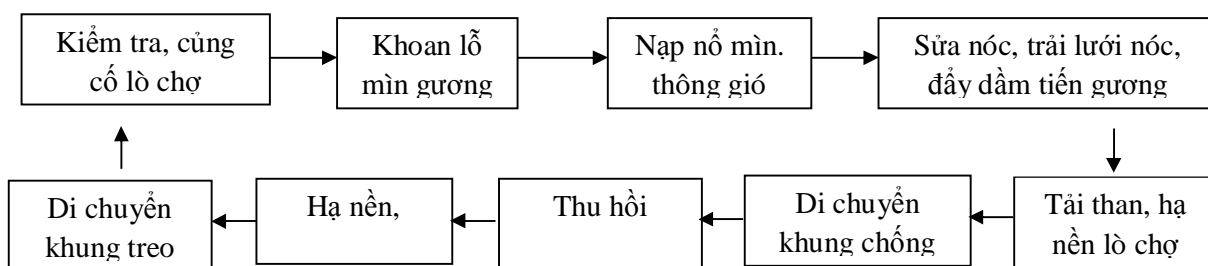 Kiểm tra, củng
cố lò chợ
Khoan lỗ
mìn gương
Nạp nổ mìn.
thông gió
Sửa nóc, trải lưới nóc,
đẩy dầm tiến gương
Tải than, hạ
nền lò chợ
Di chuyển
khung chống
Thu hồi
Hạ nền,
Di chuyển
khung treo